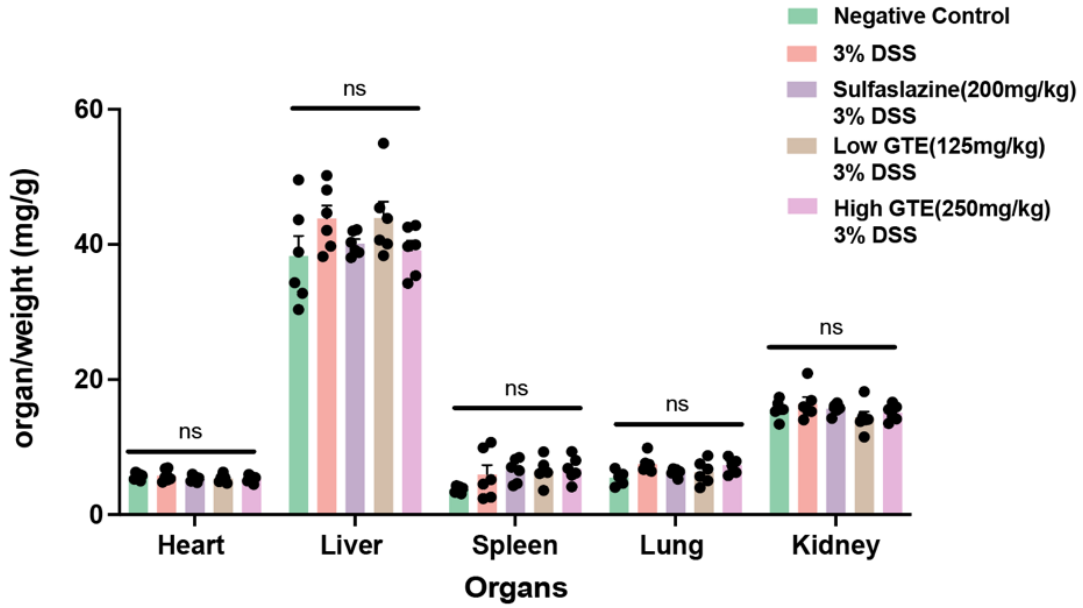 Negative Control
3% DSS
Sulfaslazine(200mg/kg)
3% DSS
Low GTE(125mg/kg)
3% DSS
High GTE(250mg/kg)
3% DSS
organ/weight (mg/g)
60
40
20
0
ns
ns
ns
ns
ns
Heart
Liver
Spleen
Lung
Kidney
Organs